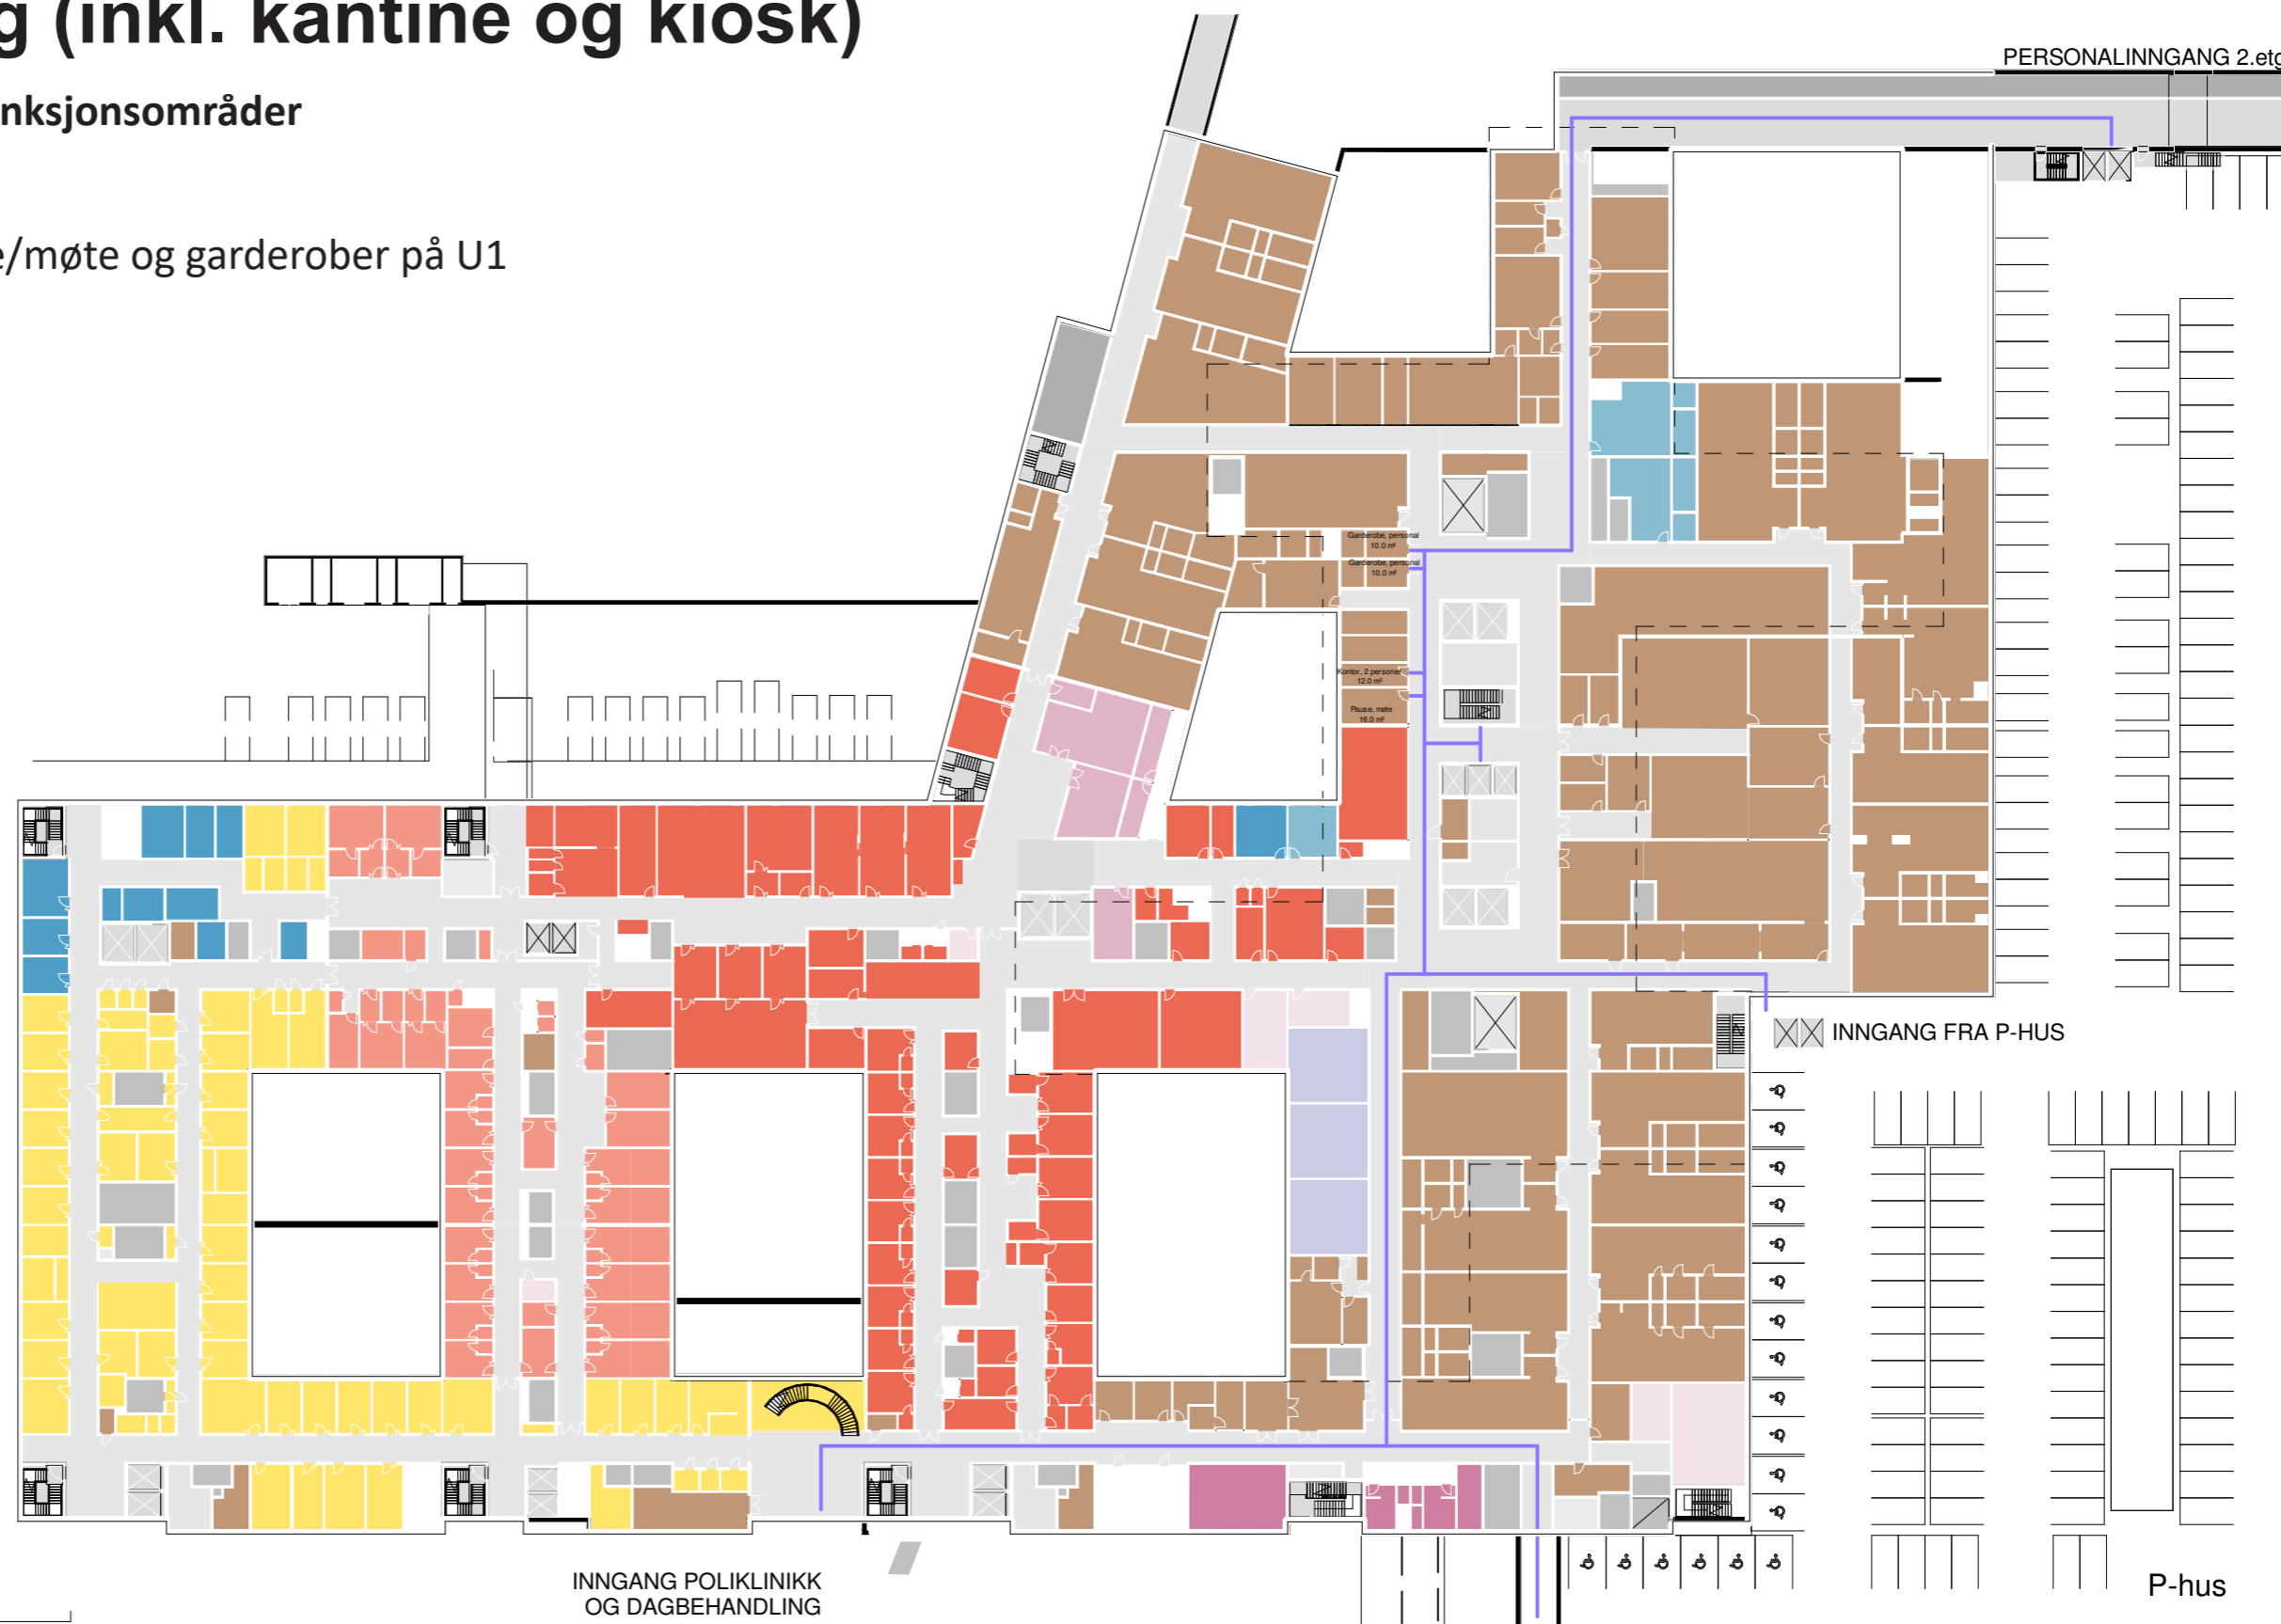 g (inkl. kantine og kiosk)
PERSONALINNGANG 2.etg
nksjonsområder
e/møte og garderober på U1
Garderobe, personal
10.0 m²
Garderobe, personal
10.0 m²
Kontor, 2 personer
12.0 m²
Pause, møte
16.0 m²
INNGANG FRA P-HUS
INNGANG POLIKLINIKK
OG DAGBEHANDLING
P-hus